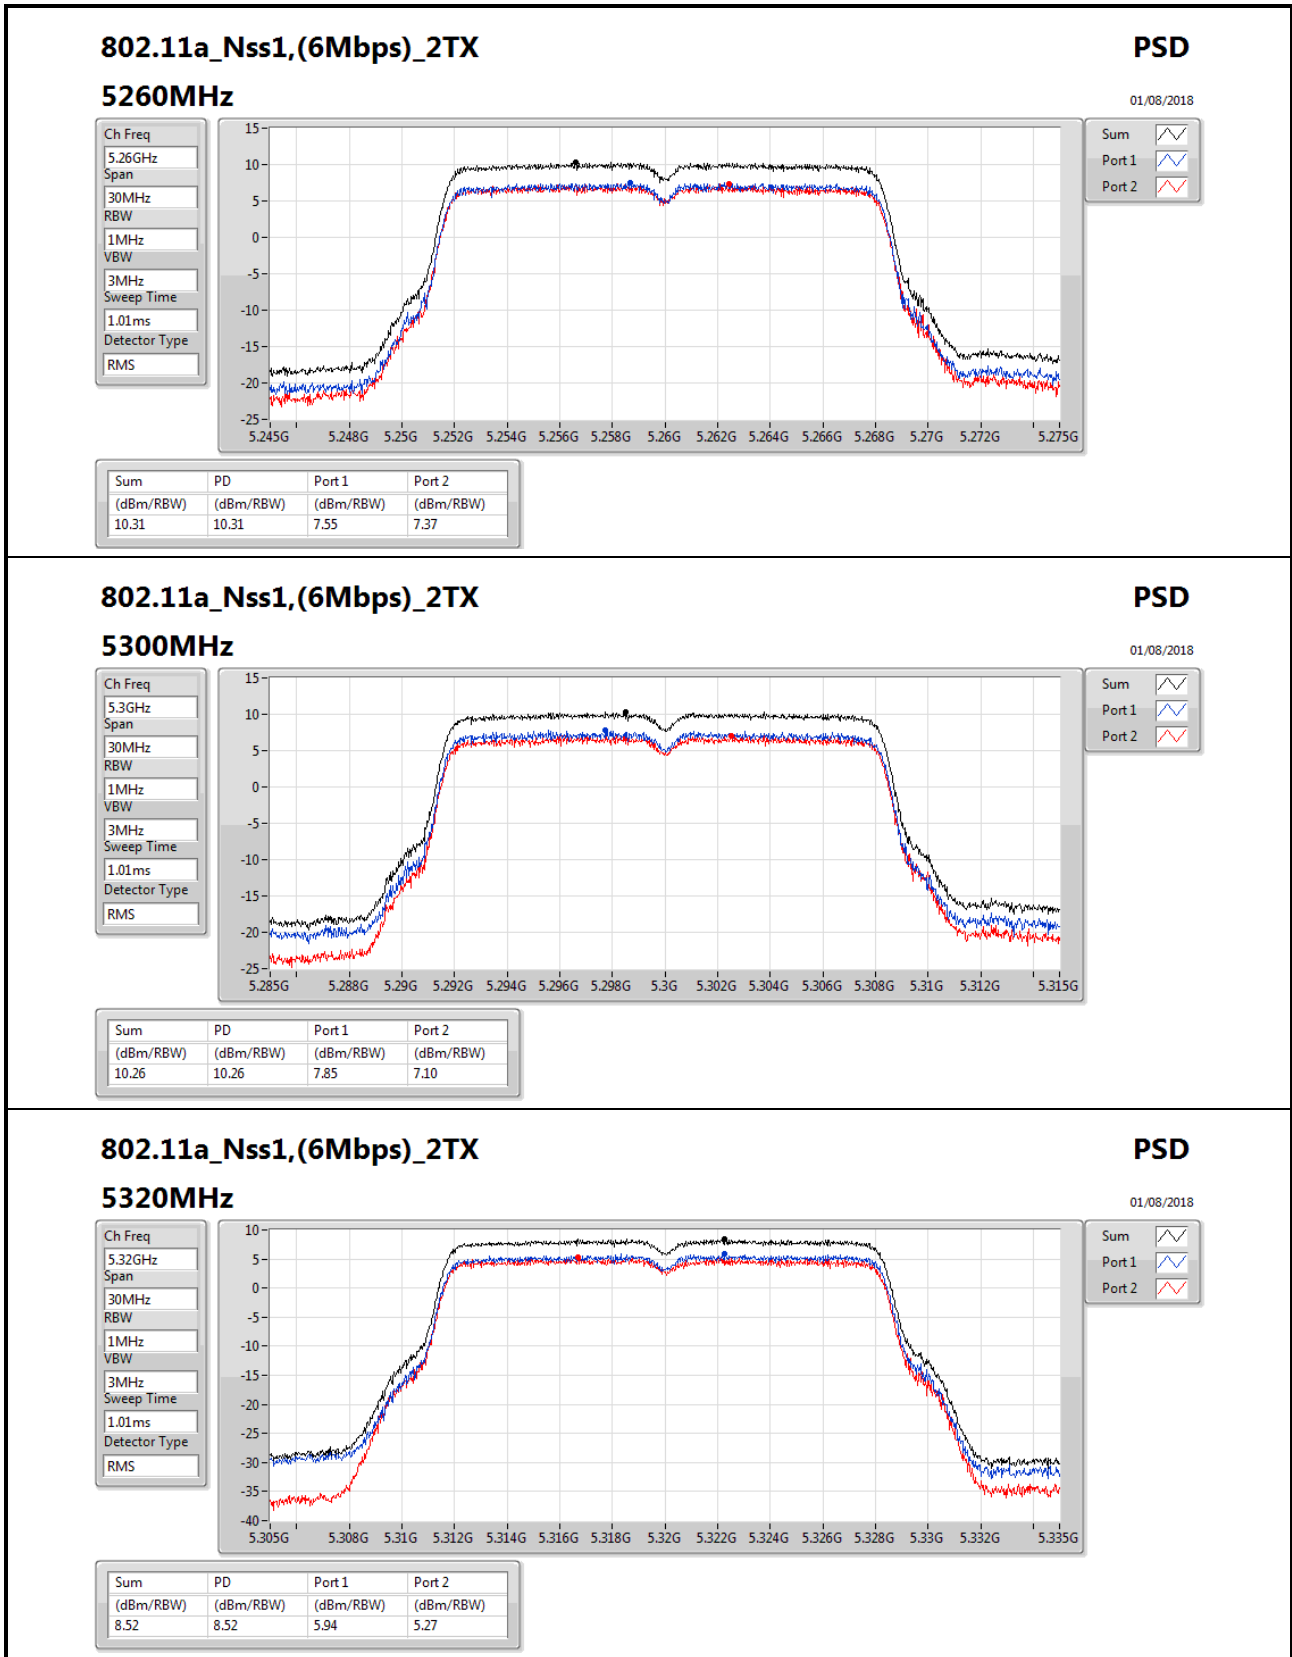 802.11a_Nss1,(6Mbps)_2TX PSD
5260MHz 01/08/2018
Ch Freq
5.26GHz
Span
30MHz
RBW
1MHz
VBW
3MHz
Sweep Time
1.01ms
Detector Type
RMS
15
10
5
0
-5
-10
-15
-20
-25
5.245G 5.248G 5.25G 5.252G 5.254G 5.256G 5.258G 5.26G 5.262G 5.264G 5.266G 5.268G 5.27G 5.272G 5.275G
Sum
Port 1
Port 2
Sum PD Port 1 Port 2
(dBm/RBW) (dBm/RBW) (dBm/RBW) (dBm/RBW)
10.31 10.31 7.55 7.37
802.11a_Nss1,(6Mbps)_2TX PSD
5300MHz 01/08/2018
Ch Freq
5.3GHz
Span
30MHz
RBW
1MHz
VBW
3MHz
Sweep Time
1.01ms
Detector Type
RMS
15
10
5
0
-5
-10
-15
-20
-25
5.285G 5.288G 5.29G 5.292G 5.294G 5.296G 5.298G 5.3G 5.302G 5.304G 5.306G 5.308G 5.31G 5.312G 5.315G
Sum
Port 1
Port 2
Sum PD Port 1 Port 2
(dBm/RBW) (dBm/RBW) (dBm/RBW) (dBm/RBW)
10.26 10.26 7.85 7.10
802.11a_Nss1,(6Mbps)_2TX PSD
5320MHz 01/08/2018
Ch Freq
5.32GHz
Span
30MHz
RBW
1MHz
VBW
3MHz
Sweep Time
1.01ms
Detector Type
RMS
10
5
0
-5
-10
-15
-20
-25
-30
-35
-40
5.305G 5.308G 5.31G 5.312G 5.314G 5.316G 5.318G 5.32G 5.322G 5.324G 5.326G 5.328G 5.33G 5.332G 5.335G
Sum
Port 1
Port 2
Sum PD Port 1 Port 2
(dBm/RBW) (dBm/RBW) (dBm/RBW) (dBm/RBW)
8.52 8.52 5.94 5.27